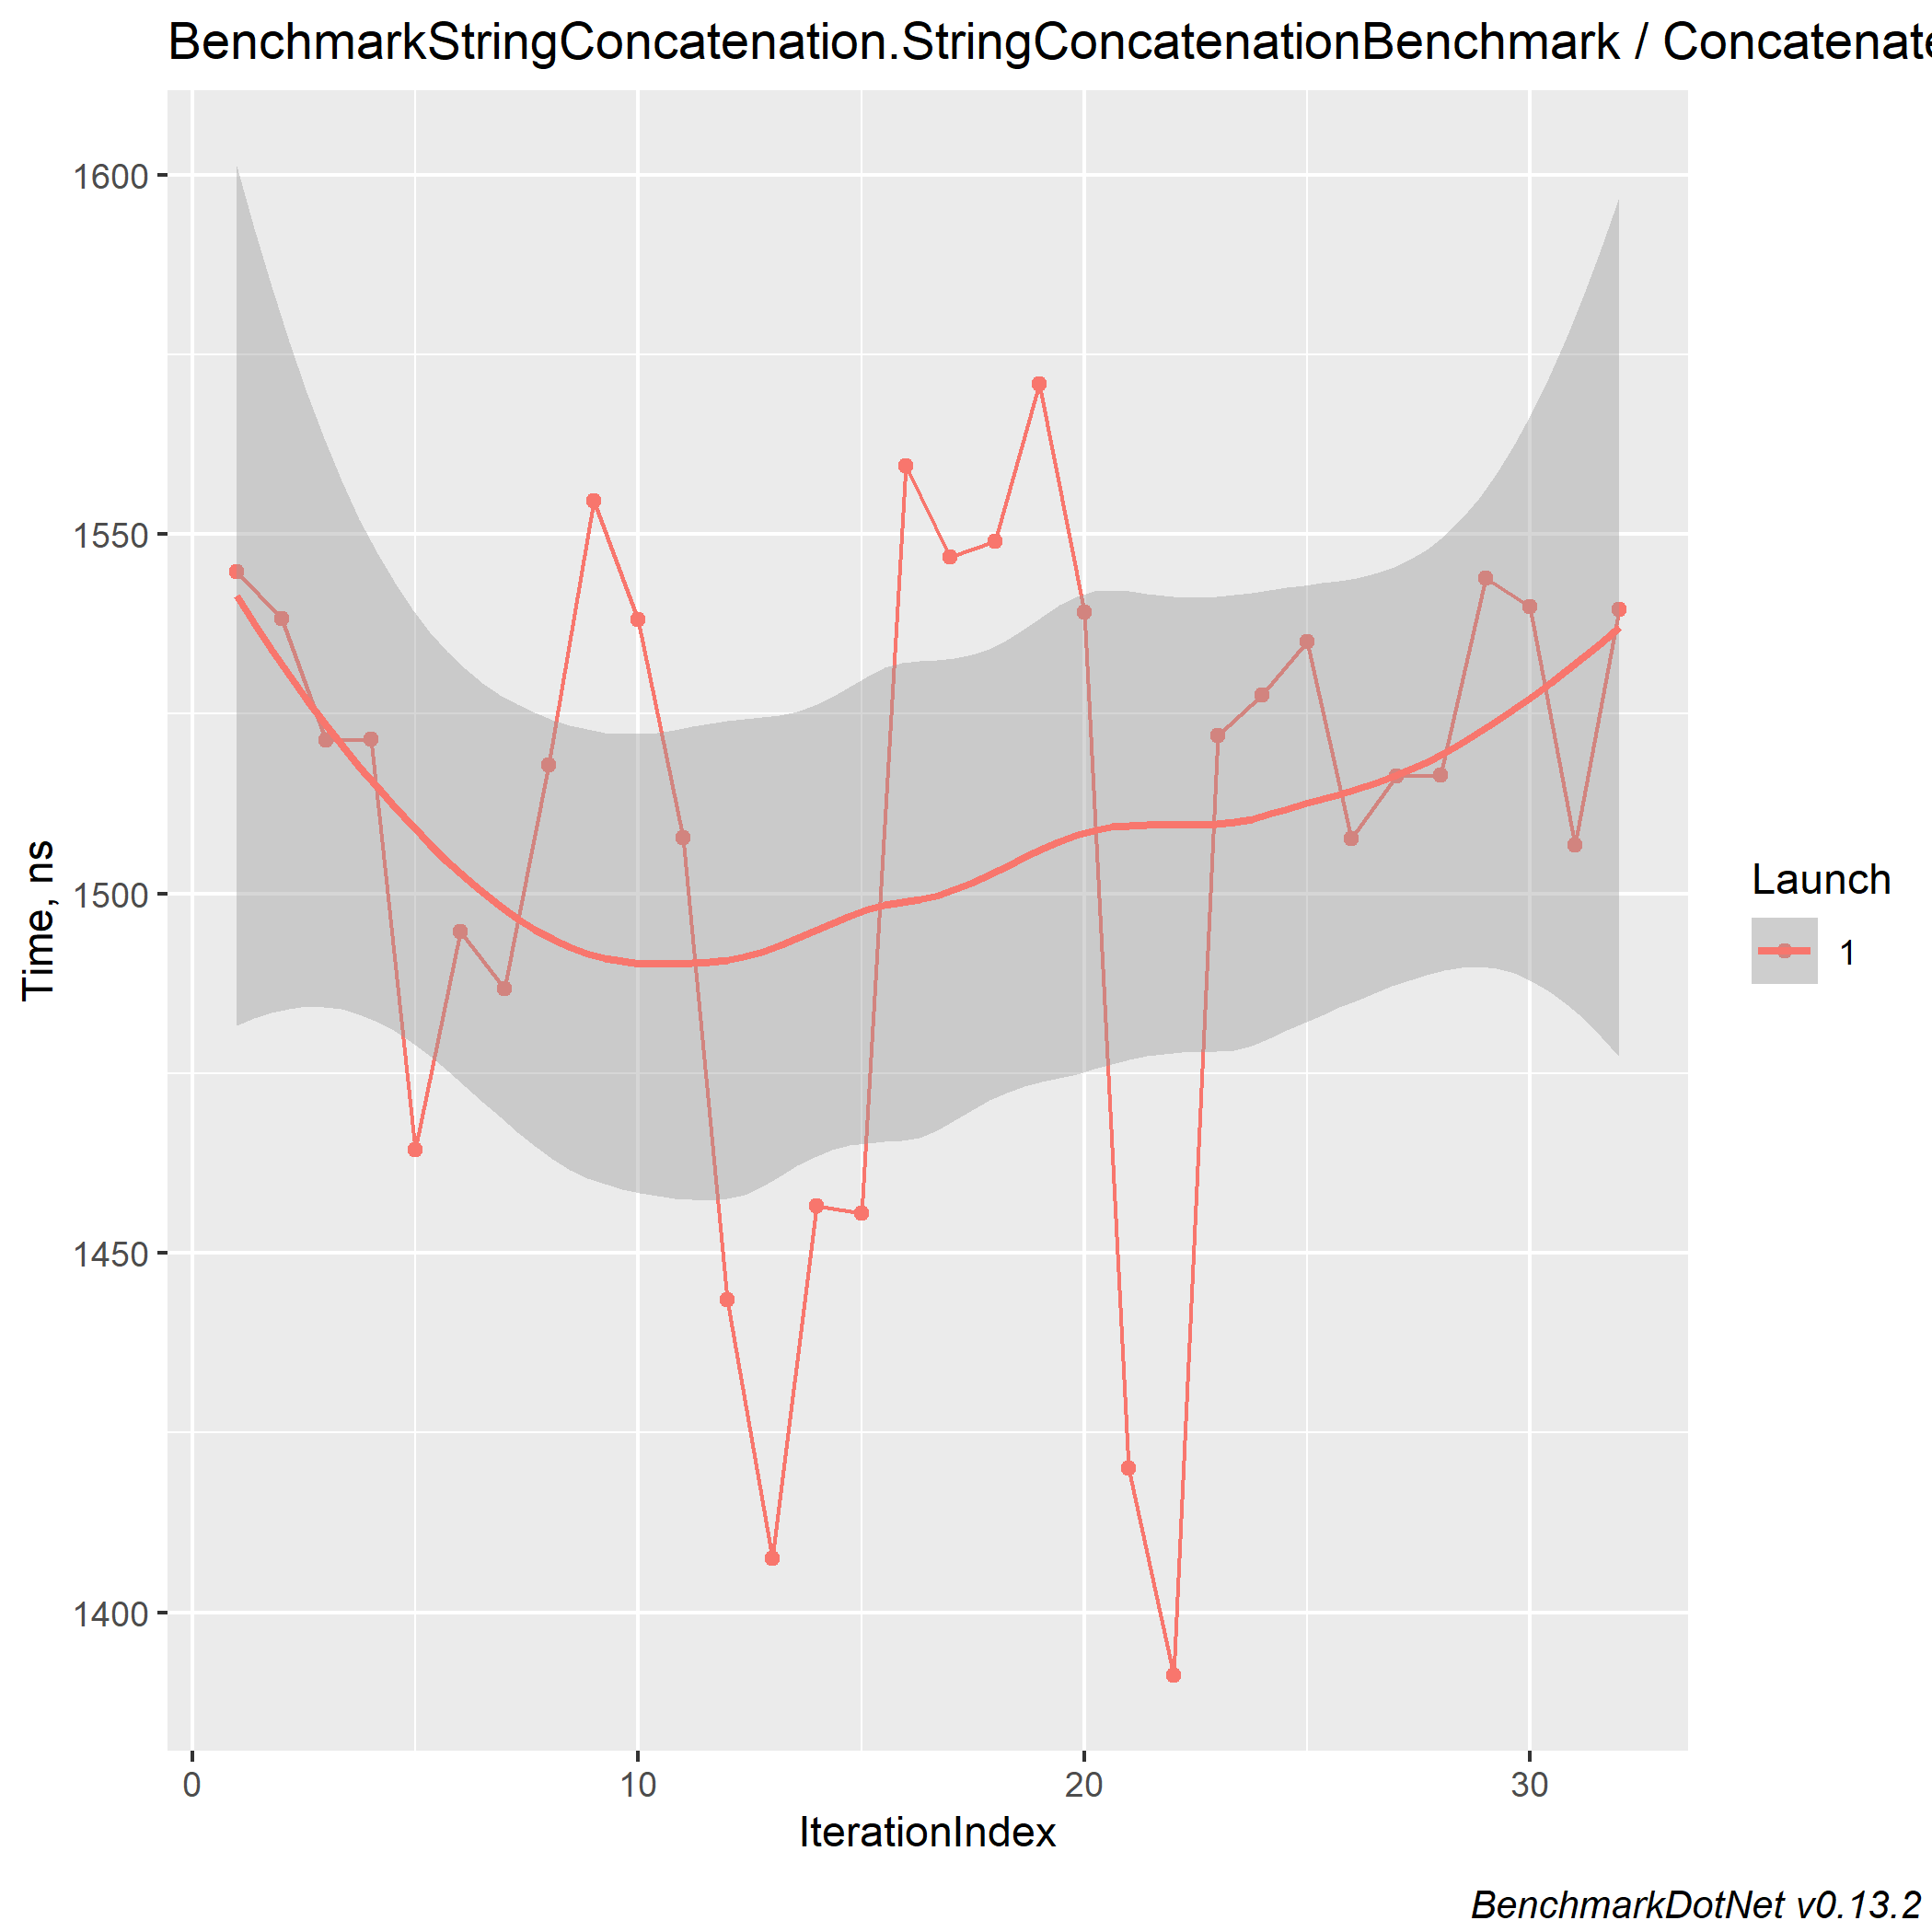 BenchmarkStringConcatenation.StringConcatenationBenchmark / Concatenate
1600
1550
1500
1450
1400
Time, ns
0 10 20 30
IterationIndex
Launch
1
BenchmarkDotNet v0.13.2